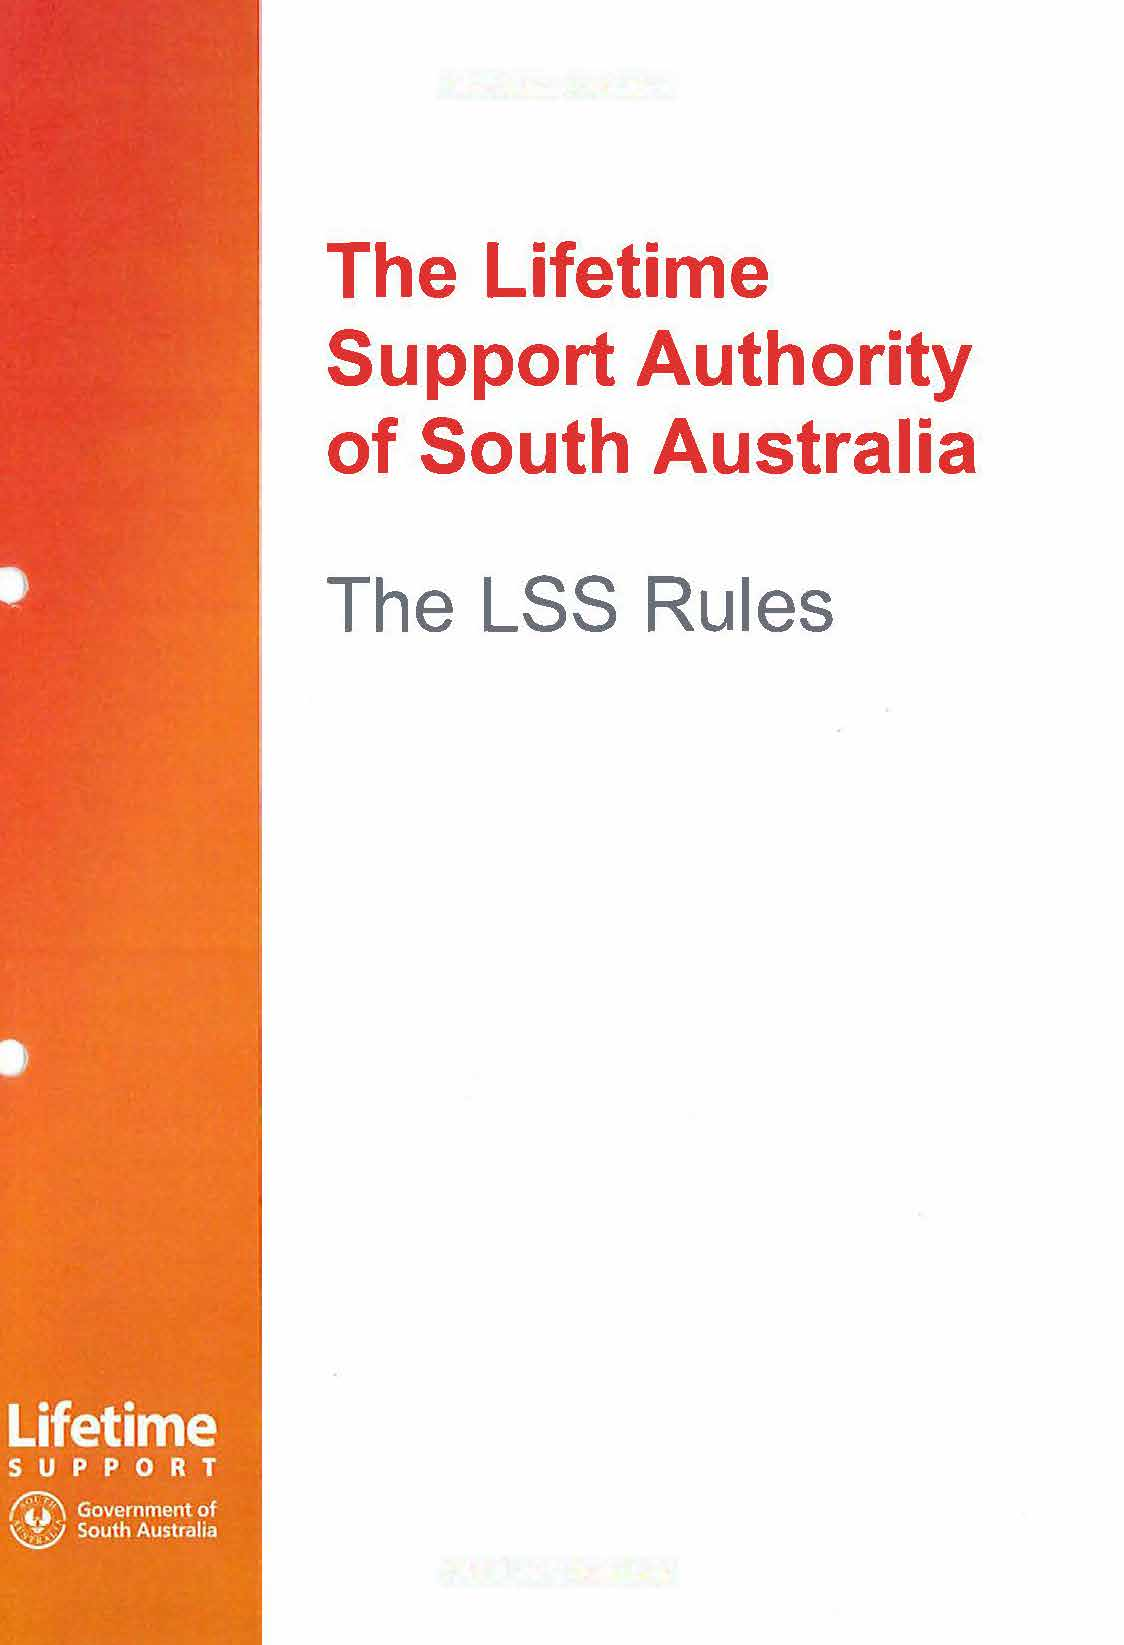 The Lifetime
Support Authority
of South Australia
The LSS Rules
Lifetime
SUPPORT
Government of
South Australia